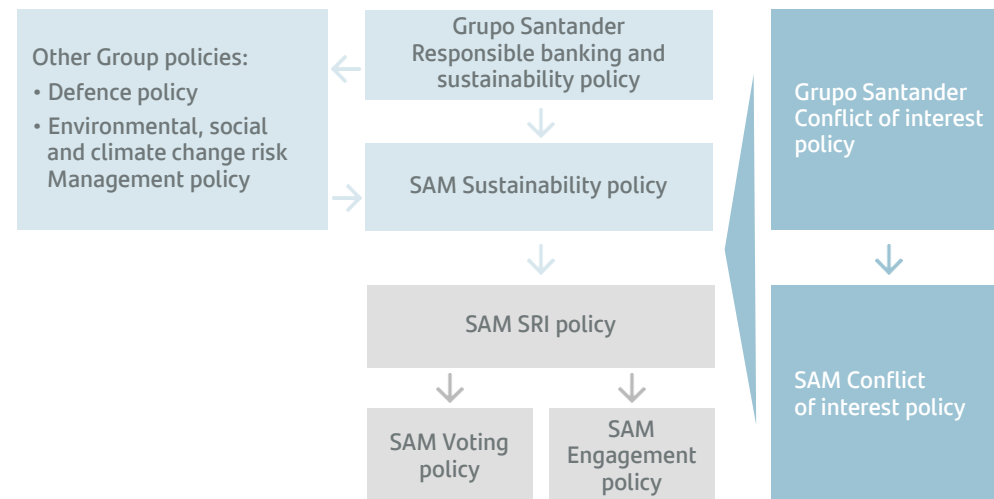 Other Group policies:
• Defence policy
• Environmental, social
and climate change risk
Management policy
Grupo Santander
Responsible banking and
sustainability policy
SAM Sustainability policy
SAM SRI policy
SAM Voting
policy
SAM
Engagement
policy
Grupo Santander
Conflict of interest
policy
SAM Conflict
of interest policy